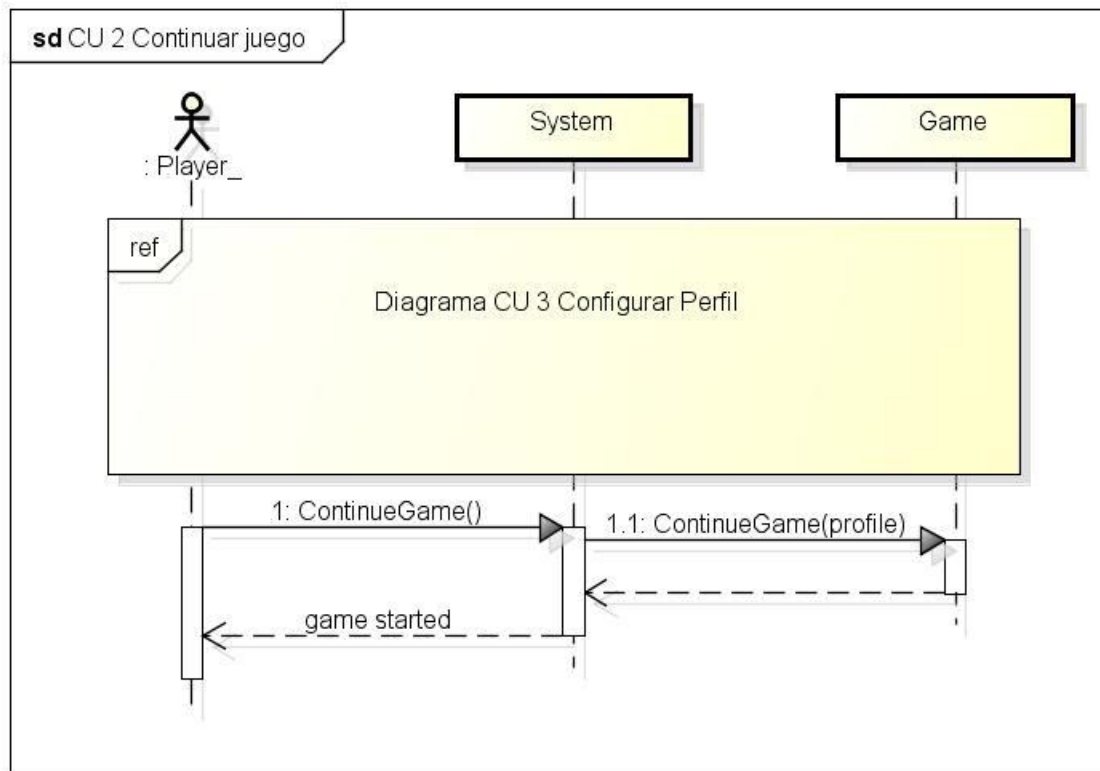 sd CU 2 Continuar juego
: Player_
System
Game
ref
Diagrama CU 3 Configurar Perfil
1: ContinueGame()
1.1: ContinueGame(profile)
game started